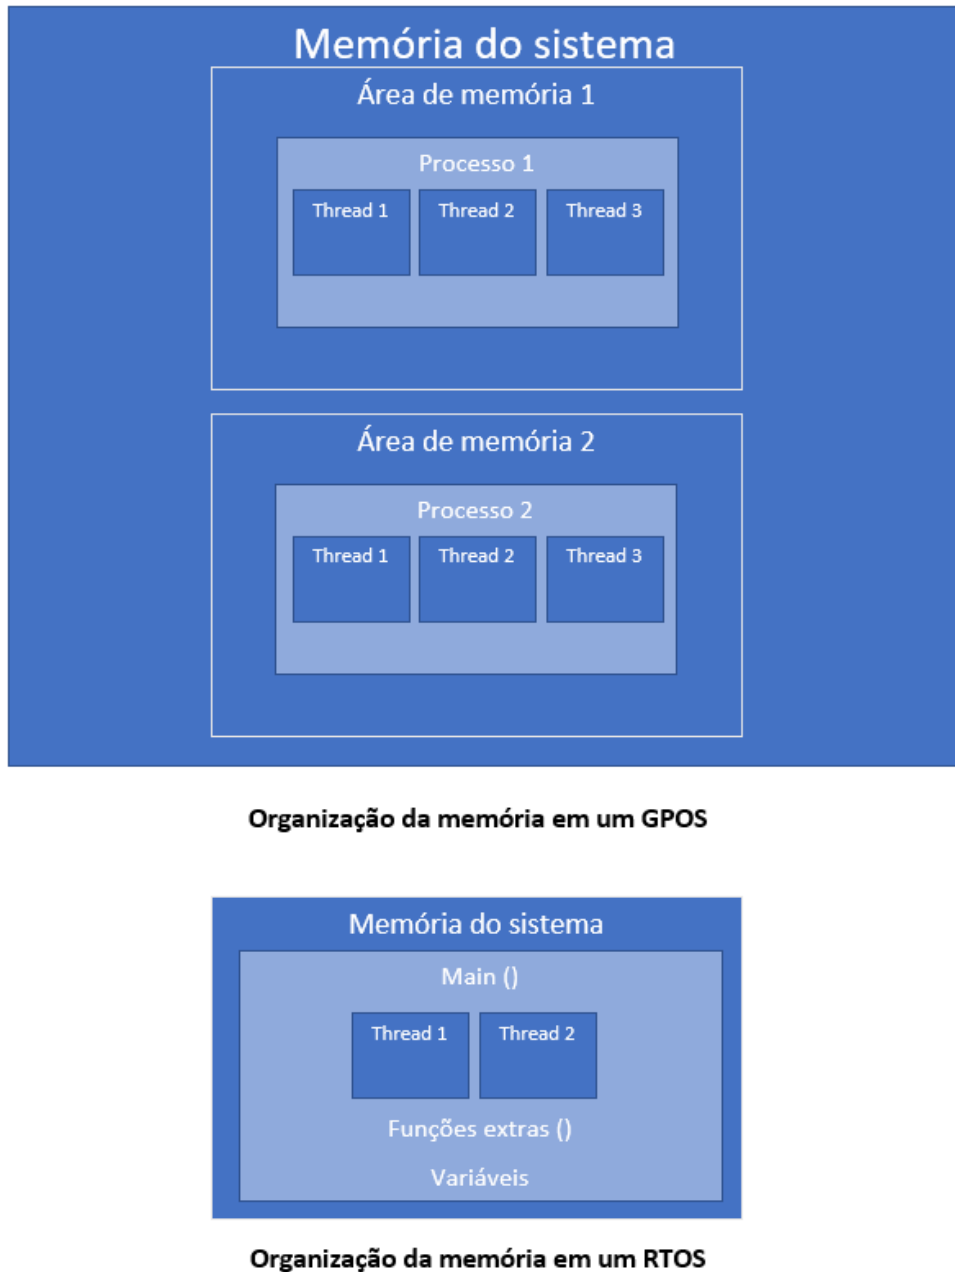 Memória do sistema
Área de memória 1
Processo 1
Thread 1 Thread 2 Thread 3
Área de memória 2
Processo 2
Thread 1 Thread 2 Thread 3
Organização da memória em um GPOS
Memória do sistema
Main ()
Thread 1 Thread 2
Funções extras ()
Variáveis
Organização da memória em um RTOS